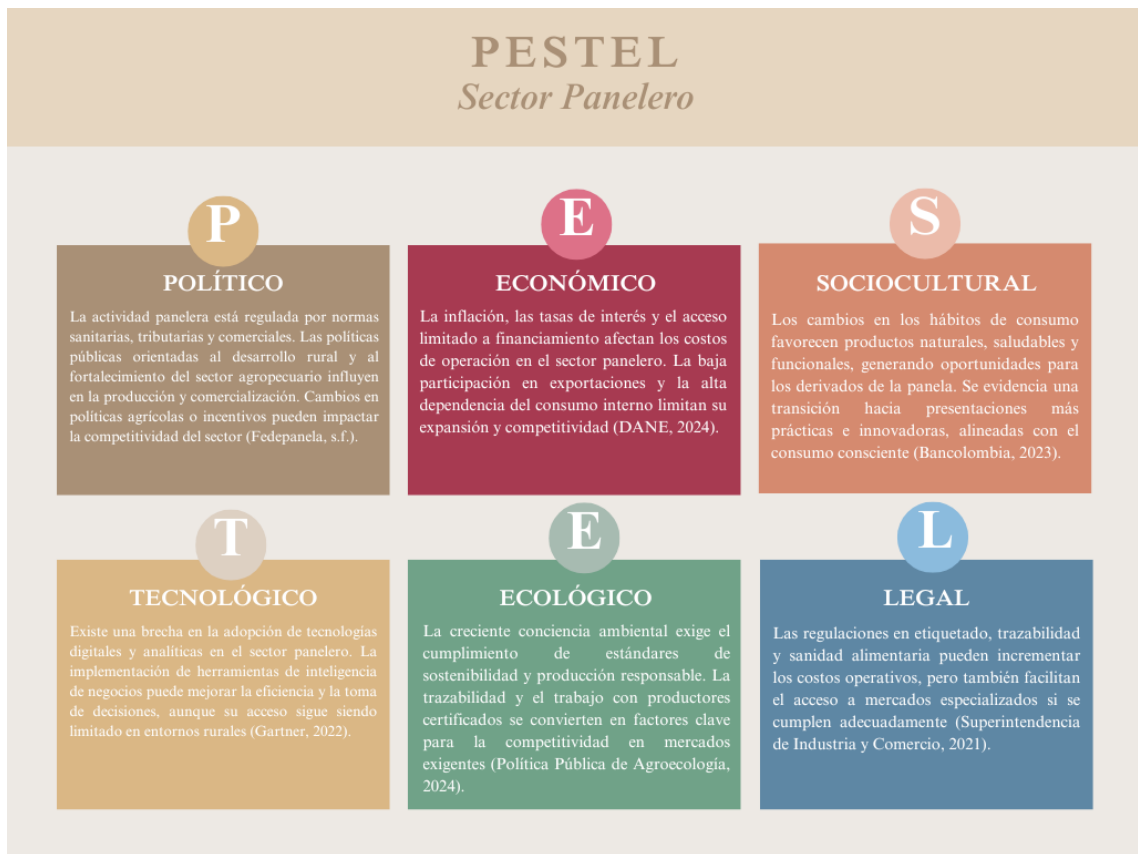 PESTEL
Sector Panelero
P
POLÍTICO
La actividad panelera está regulada por normas
sanitarias, tributarias y comerciales. Las políticas
públicas orientadas al desarrollo rural y al
fortalecimiento del sector agropecuario influyen
en la producción y comercialización. Cambios en
políticas agrícolas o incentivos pueden impactar
la competitividad del sector (Fedepanela, s.f.).
E
ECONÓMICO
La inflación, las tasas de interés y el acceso
limitado a financiamiento afectan los costos
de operación en el sector panelero. La baja
participación en exportaciones y la alta
dependencia del consumo interno limitan su
expansión y competitividad (DANE, 2024).
S
SOCIOCULTURAL
Los cambios en los hábitos de consumo
favorecen productos naturales, saludables y
funcionales, generando oportunidades para
los derivados de la panela. Se evidencia una
transición hacia presentaciones más
prácticas e innovadoras, alineadas con el
consumo consciente (Bancolombia, 2023).
T
TECNOLÓGICO
Existe una brecha en la adopción de tecnologías
digitales y analíticas en el sector panelero. La
implementación de herramientas de inteligencia
de negocios puede mejorar la eficiencia y la toma
de decisiones, aunque su acceso sigue siendo
limitado en entornos rurales (Gartner, 2022).
E
ECOLÓGICO
La creciente conciencia ambiental exige el
cumplimiento de estándares de
sostenibilidad y producción responsable. La
trazabilidad y el trabajo con productores
certificados se convierten en factores clave
para la competitividad en mercados
exigentes (Política Pública de Agroecología,
2024).
L
LEGAL
Las regulaciones en etiquetado, trazabilidad
y sanidad alimentaria pueden incrementar
los costos operativos, pero también facilitan
el acceso a mercados especializados si se
cumplen adecuadamente (Superintendencia
de Industria y Comercio, 2021).